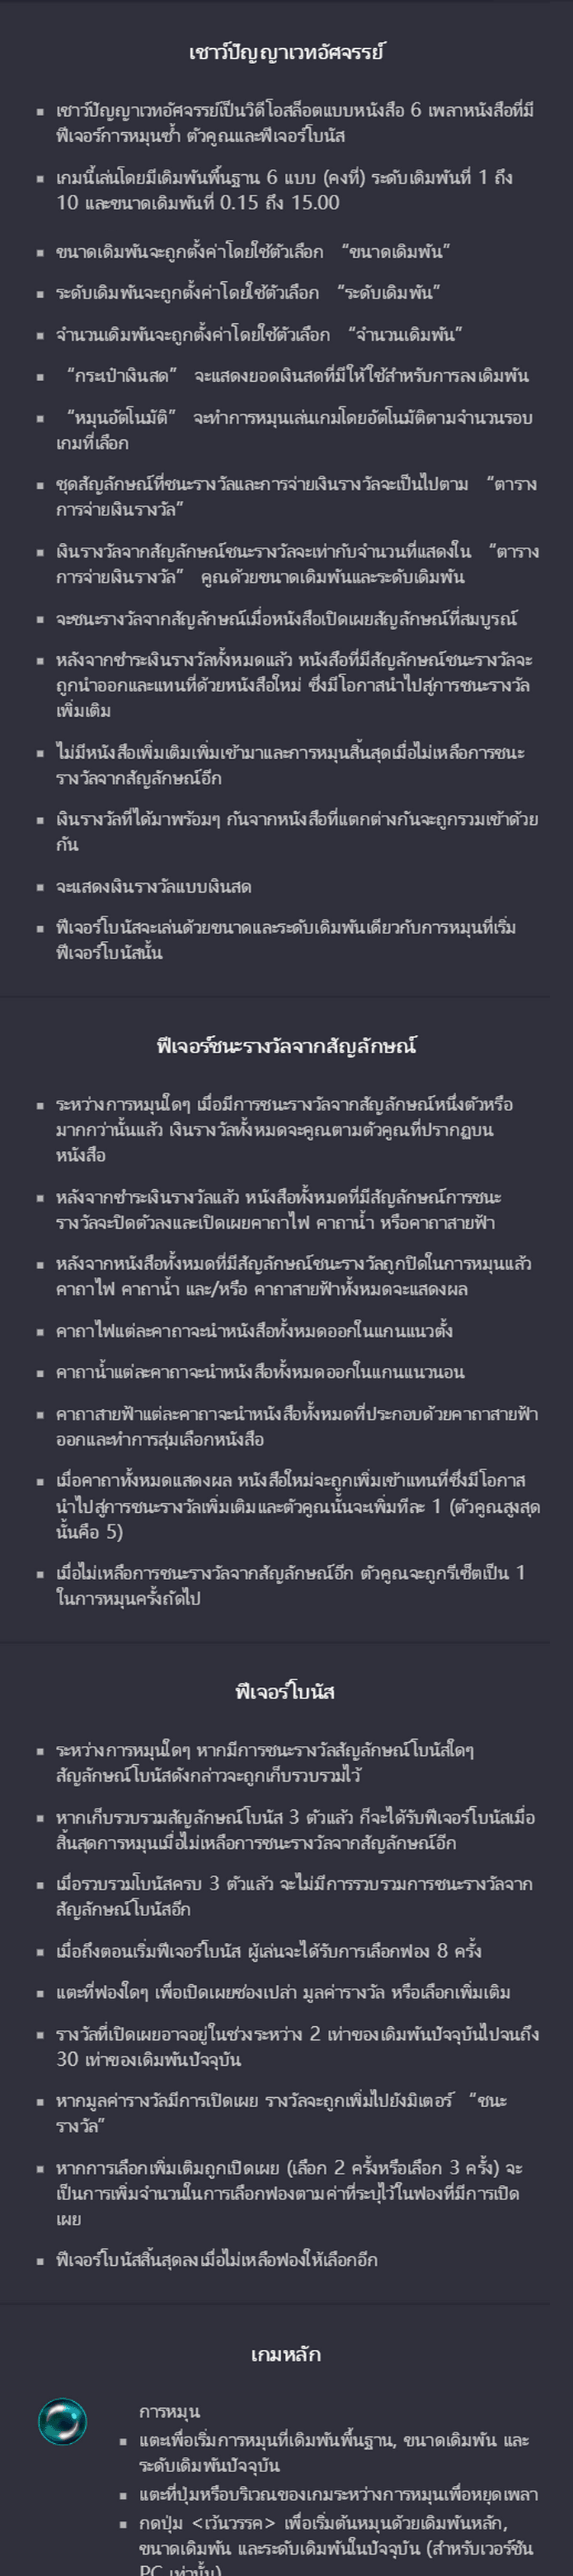 เชาว์ปัญญาเวทอัศจรรย์
▪ เชาว์ปัญญาเวทอัศจรรย์เป็นวิดีโอสล็อตแบบหนังสือ 6 เพลาหนังสือที่มี
ฟีเจอร์การหมุนซ้ำ ตัวคูณและฟีเจอร์โบนัส
▪ เกมนี้เล่นโดยมีเดิมพันพื้นฐาน 6 แบบ (คงที่) ระดับเดิมพันที่ 1 ถึง
10 และขนาดเดิมพันที่ 0.15 ถึง 15.00
▪ ขนาดเดิมพันจะถูกตั้งค่าโดยใช้ตัวเลือก “ขนาดเดิมพัน”
▪ ระดับเดิมพันจะถูกตั้งค่าโดยใช้ตัวเลือก “ระดับเดิมพัน”
▪ จำนวนเดิมพันจะถูกตั้งค่าโดยใช้ตัวเลือก “จำนวนเดิมพัน”
▪ “กระเป๋าเงินสด” จะแสดงยอดเงินสดที่มีให้ใช้สำหรับการลงเดิมพัน
▪ “หมุนอัตโนมัติ” จะทำการหมุนเล่นเกมโดยอัตโนมัติตามจำนวนรอบ
เกมที่เลือก
▪ ชุดสัญลักษณ์ที่ชนะรางวัลและการจ่ายเงินรางวัลจะเป็นไปตาม “ตาราง
การจ่ายเงินรางวัล”
▪ เงินรางวัลจากสัญลักษณ์ชนะรางวัลจะเท่ากับจำนวนที่แสดงใน “ตาราง
การจ่ายเงินรางวัล” คูณด้วยขนาดเดิมพันและระดับเดิมพัน
▪ จะชนะรางวัลจากสัญลักษณ์เมื่อหนังสือเปิดเผยสัญลักษณ์ที่สมบูรณ์
▪ หลังจากชำระเงินรางวัลทั้งหมดแล้ว หนังสือที่มีสัญลักษณ์ชนะรางวัลจะ
ถูกนำออกและแทนที่ด้วยหนังสือใหม่ ซึ่งมีโอกาสนำไปสู่การชนะรางวัล
เพิ่มเติม
▪ ไม่มีหนังสือเพิ่มเติมเพิ่มเข้ามาและการหมุนสิ้นสุดเมื่อไม่เหลือการชนะ
รางวัลจากสัญลักษณ์อีก
▪ เงินรางวัลที่ได้มาพร้อมๆ กันจากหนังสือที่แตกต่างกันจะถูกรวมเข้าด้วย
กัน
▪ จะแสดงเงินรางวัลแบบเงินสด
▪ ฟีเจอร์โบนัสจะเล่นด้วยขนาดและระดับเดิมพันเดียวกับการหมุนที่เริ่ม
ฟีเจอร์โบนัสนั้น
ฟีเจอร์ชนะรางวัลจากสัญลักษณ์
▪ ระหว่างการหมุนใดๆ เมื่อมีการชนะรางวัลจากสัญลักษณ์หนึ่งตัวหรือ
มากกว่านั้นแล้ว เงินรางวัลทั้งหมดจะคูณตามตัวคูณที่ปรากฏบน
หนังสือ
▪ หลังจากชำระเงินรางวัลแล้ว หนังสือทั้งหมดที่มีสัญลักษณ์การชนะ
รางวัลจะปิดตัวลงและเปิดเผยคาถาไฟ คาถาน้ำ หรือคาถาสายฟ้า
▪ หลังจากหนังสือทั้งหมดที่มีสัญลักษณ์ชนะรางวัลถูกปิดในการหมุนแล้ว
คาถาไฟ คาถาน้ำ และ/หรือ คาถาสายฟ้าทั้งหมดจะแสดงผล
▪ คาถาไฟแต่ละคาถาจะนำหนังสือทั้งหมดออกในแกนแนวตั้ง
▪ คาถาน้ำแต่ละคาถาจะนำหนังสือทั้งหมดออกในแกนแนวนอน
▪ คาถาสายฟ้าแต่ละคาถาจะนำหนังสือทั้งหมดที่ประกอบด้วยคาถาสายฟ้า
ออกและทำการสุ่มเลือกหนังสือ
▪ เมื่อคาถาทั้งหมดแสดงผล หนังสือใหม่จะถูกเพิ่มเข้าแทนที่ซึ่งมีโอกาส
นำไปสู่การชนะรางวัลเพิ่มเติมและตัวคูณนั้นจะเพิ่มทีละ 1 (ตัวคูณสูงสุด
นั้นคือ 5)
▪ เมื่อไม่เหลือการชนะรางวัลจากสัญลักษณ์อีก ตัวคูณจะถูกรีเซ็ตเป็น 1
ในการหมุนครั้งถัดไป
ฟีเจอร์โบนัส
▪ ระหว่างการหมุนใดๆ หากมีการชนะรางวัลสัญลักษณ์โบนัสใดๆ
สัญลักษณ์โบนัสดังกล่าวจะถูกเก็บรวบรวมไว้
▪ หากเก็บรวบรวมสัญลักษณ์โบนัส 3 ตัวแล้ว ก็จะได้รับฟีเจอร์โบนัสเมื่อ
สิ้นสุดการหมุนเมื่อไม่เหลือการชนะรางวัลจากสัญลักษณ์อีก
▪ เมื่อรวบรวมโบนัสครบ 3 ตัวแล้ว จะไม่มีการรวบรวมการชนะรางวัลจาก
สัญลักษณ์โบนัสอีก
▪ เมื่อถึงตอนเริ่มฟีเจอร์โบนัส ผู้เล่นจะได้รับการเลือกฟอง 8 ครั้ง
▪ แตะที่ฟองใดๆ เพื่อเปิดเผยช่องเปล่า มูลค่ารางวัล หรือเลือกเพิ่มเติม
▪ รางวัลที่เปิดเผยอาจอยู่ในช่วงระหว่าง 2 เท่าของเดิมพันปัจจุบันไปจนถึง
30 เท่าของเดิมพันปัจจุบัน
▪ หากมูลค่ารางวัลมีการเปิดเผย รางวัลจะถูกเพิ่มไปยังมิเตอร์ “ชนะ
รางวัล”
▪ หากการเลือกเพิ่มเติมถูกเปิดเผย (เลือก 2 ครั้งหรือเลือก 3 ครั้ง) จะ
เป็นการเพิ่มจำนวนในการเลือกฟองตามค่าที่ระบุไว้ในฟองที่มีการเปิด
เผย
▪ ฟีเจอร์โบนัสสิ้นสุดลงเมื่อไม่เหลือฟองให้เลือกอีก
เกมหลัก
การหมุน
▪ แตะเพื่อเริ่มการหมุนที่เดิมพันพื้นฐาน, ขนาดเดิมพัน และ
ระดับเดิมพันปัจจุบัน
▪ แตะที่ปุ่มหรือบริเวณของเกมระหว่างการหมุนเพื่อหยุดเพลา
▪ กดปุ่ม <เว้นวรรค> เพื่อเริ่มต้นหมุนด้วยเดิมพันหลัก,
ขนาดเดิมพัน และระดับเดิมพันในปัจจุบัน (สำหรับเวอร์ชัน
PC เท่านั้น)